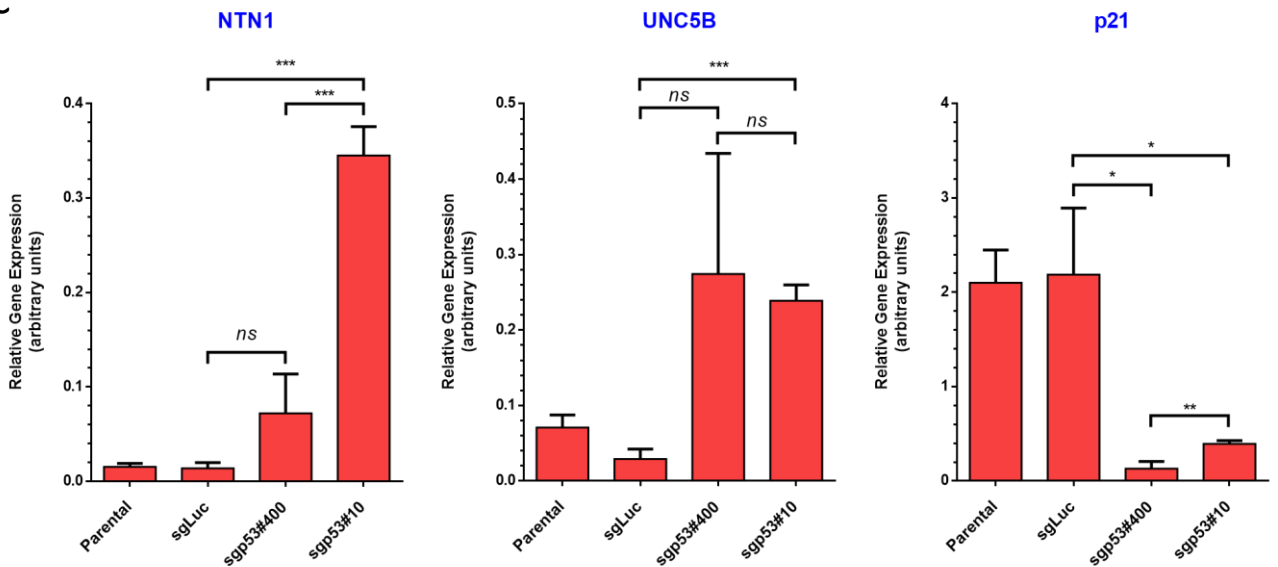 NTN1
Relative Gene Expression
(arbitrary units)
0.4
0.3
0.2
0.1
0.0
***
***
ns
Parental
sgLuc
sgp53#400
sgp53#10
UNC5B
Relative Gene Expression
(arbitrary units)
0.5
0.4
0.3
0.2
0.1
0.0
***
ns
ns
Parental
sgLuc
sgp53#400
sgp53#10
p21
Relative Gene Expression
(arbitrary units)
4
3
2
1
0
*
*
**
Parental
sgLuc
sgp53#400
sgp53#10